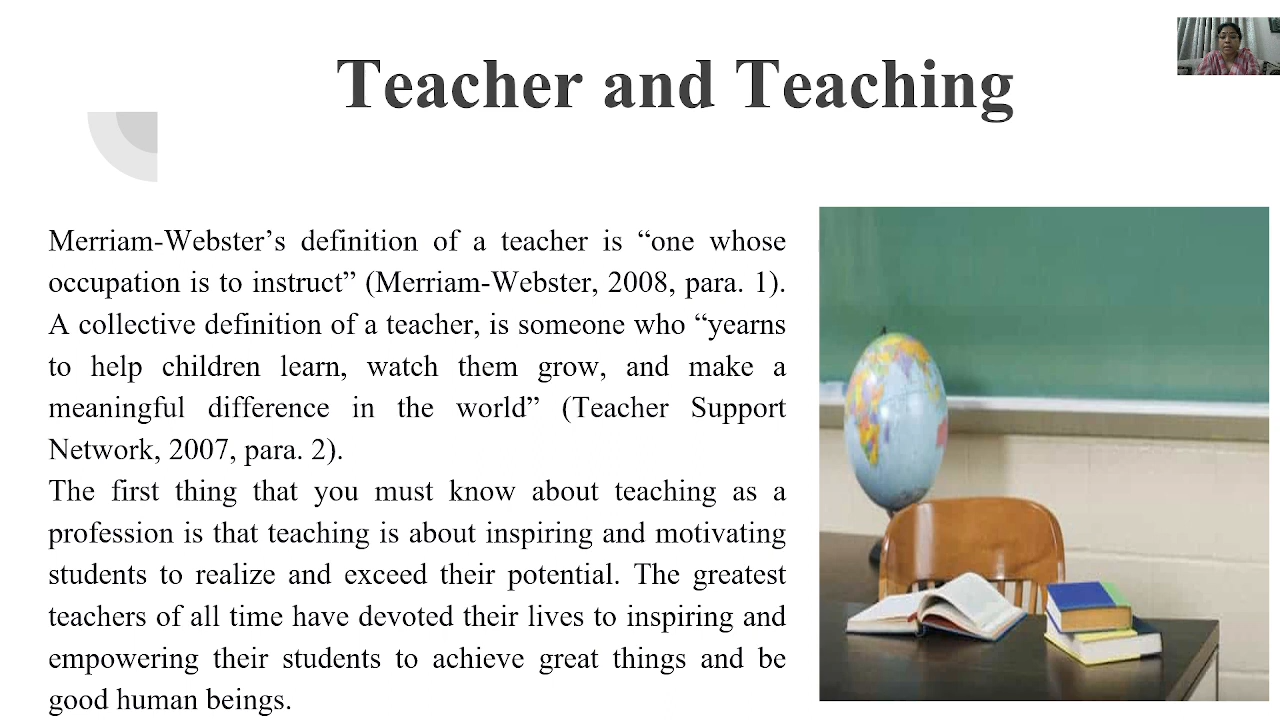 Teacher and Teaching
Merriam-Webster’s definition of a teacher is “one whose
occupation is to instruct” (Merriam-Webster, 2008, para. 1).
A collective definition of a teacher, is someone who “yearns
to help children learn, watch them grow, and make a
meaningful difference in the world” (Teacher Support
Network, 2007, para. 2).
The first thing that you must know about teaching as a
profession is that teaching is about inspiring and motivating
students to realize and exceed their potential. The greatest
teachers of all time have devoted their lives to inspiring and
empowering their students to achieve great things and be
good human beings.